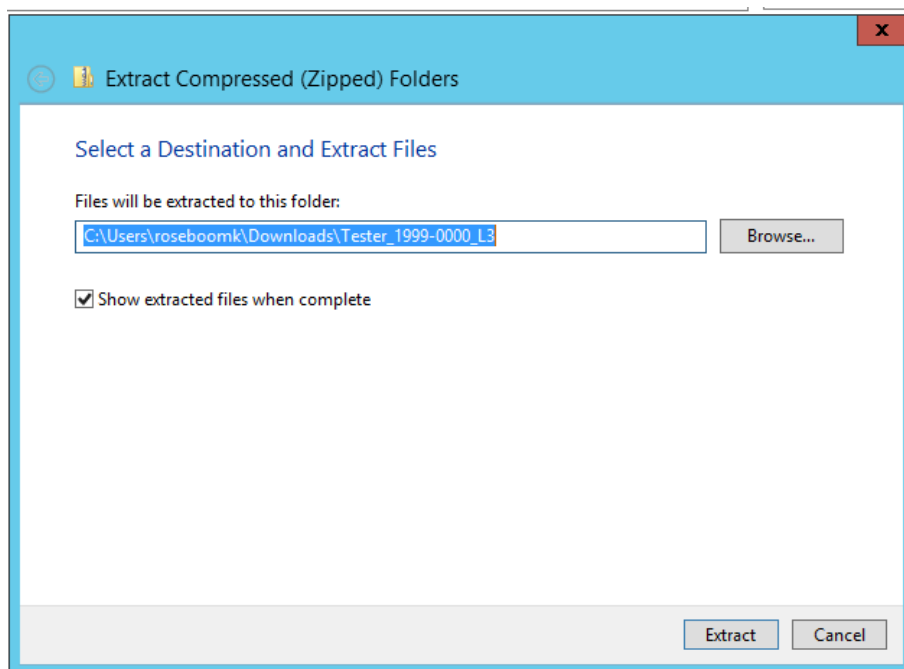 x
Extract Compressed (Zipped) Folders
Select a Destination and Extract Files
Files will be extracted to this folder:
C:\Users\roseboomk\Downloads\Tester_1999-0000_L3
Browse...
Show extracted files when complete
Extract
Cancel